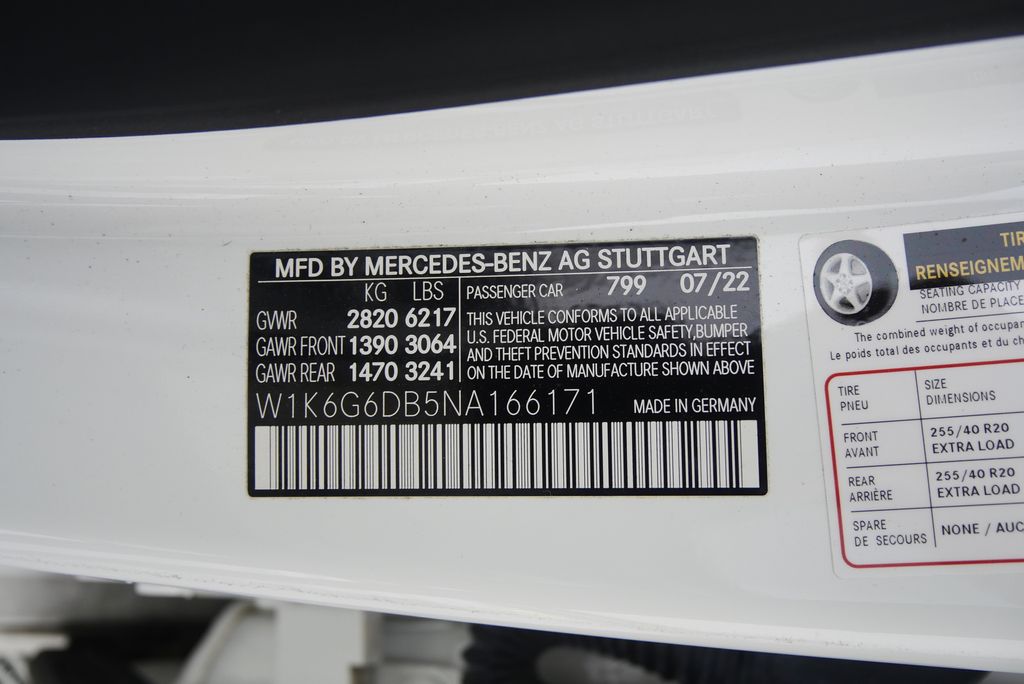 MFD BY MERCEDES-BENZ AG STUTTGART
KG LBS
GVWR 2820 6217
GAWR FRONT 1390 3064
GAWR REAR 1470 3241
PASSENGER CAR 799 07/22
THIS VEHICLE CONFORMS TO ALL APPLICABLE
U.S. FEDERAL MOTOR VEHICLE SAFETY, BUMPER
AND THEFT PREVENTION STANDARDS IN EFFECT
ON THE DATE OF MANUFACTURE SHOWN ABOVE
W1K6G6DB5NA166171 MADE IN GERMANY
TIR
RENSEIGNEM
SEATING CAPACITY
NOMBRE DE PLACE
The combined weight of occupan
Le poids total des occupants et du ch
TIRE SIZE
PNEU DIMENSIONS
FRONT 255/40 R20
AVANT EXTRA LOAD
REAR 255/40 R20
ARRIÈRE EXTRA LOAD
SPARE NONE / AUC
DE SECOURS